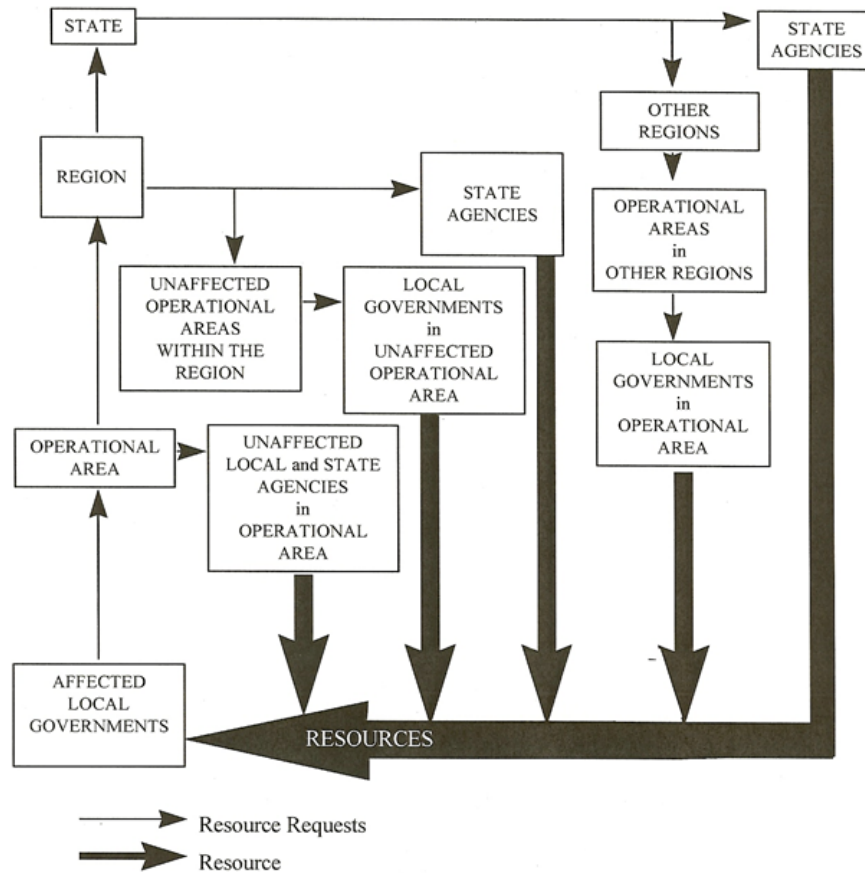 STATE
STATE
AGENCIES
OTHER
REGIONS
REGION
STATE
AGENCIES
OPERATIONAL
AREAS
in
OTHER REGIONS
UNAFFECTED
OPERATIONAL
AREAS
WITHIN THE
REGION
LOCAL
GOVERNMENTS
in
UNAFFECTED
OPERATIONAL
AREA
LOCAL
GOVERNMENTS
in
OPERATIONAL
AREA
OPERATIONAL
AREA
UNAFFECTED
LOCAL and STATE
AGENCIES
in
OPERATIONAL
AREA
AFFECTED
LOCAL
GOVERNMENTS
RESOURCES
Resource Requests
Resource